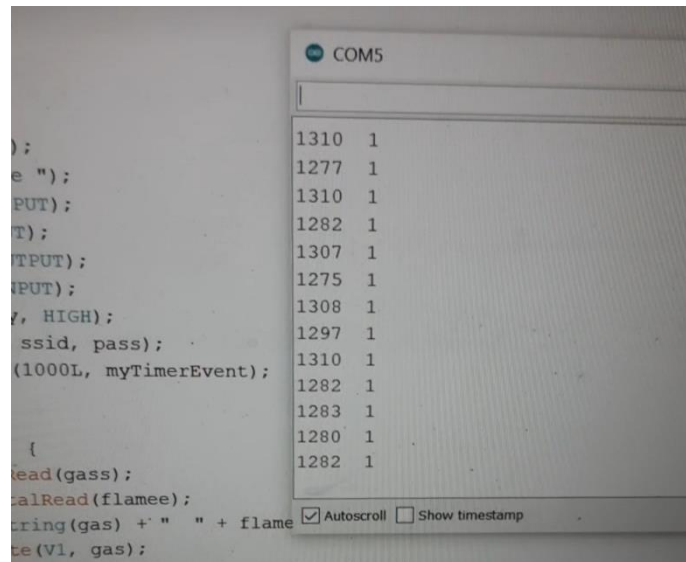 );
e ");
PUT);
T);
TPUT);
NPUT);
y, HIGH);
ssid, pass);
(1000L, myTimerEvent);
{
Read(gass);
talRead(flamee);
tring(gas) + "  " + flame
te(V1, gas);
COM5
1310 1
1277 1
1310 1
1282 1
1307 1
1275 1
1308 1
1297 1
1310 1
1282 1
1283 1
1280 1
1282 1
Autoscroll Show timestamp